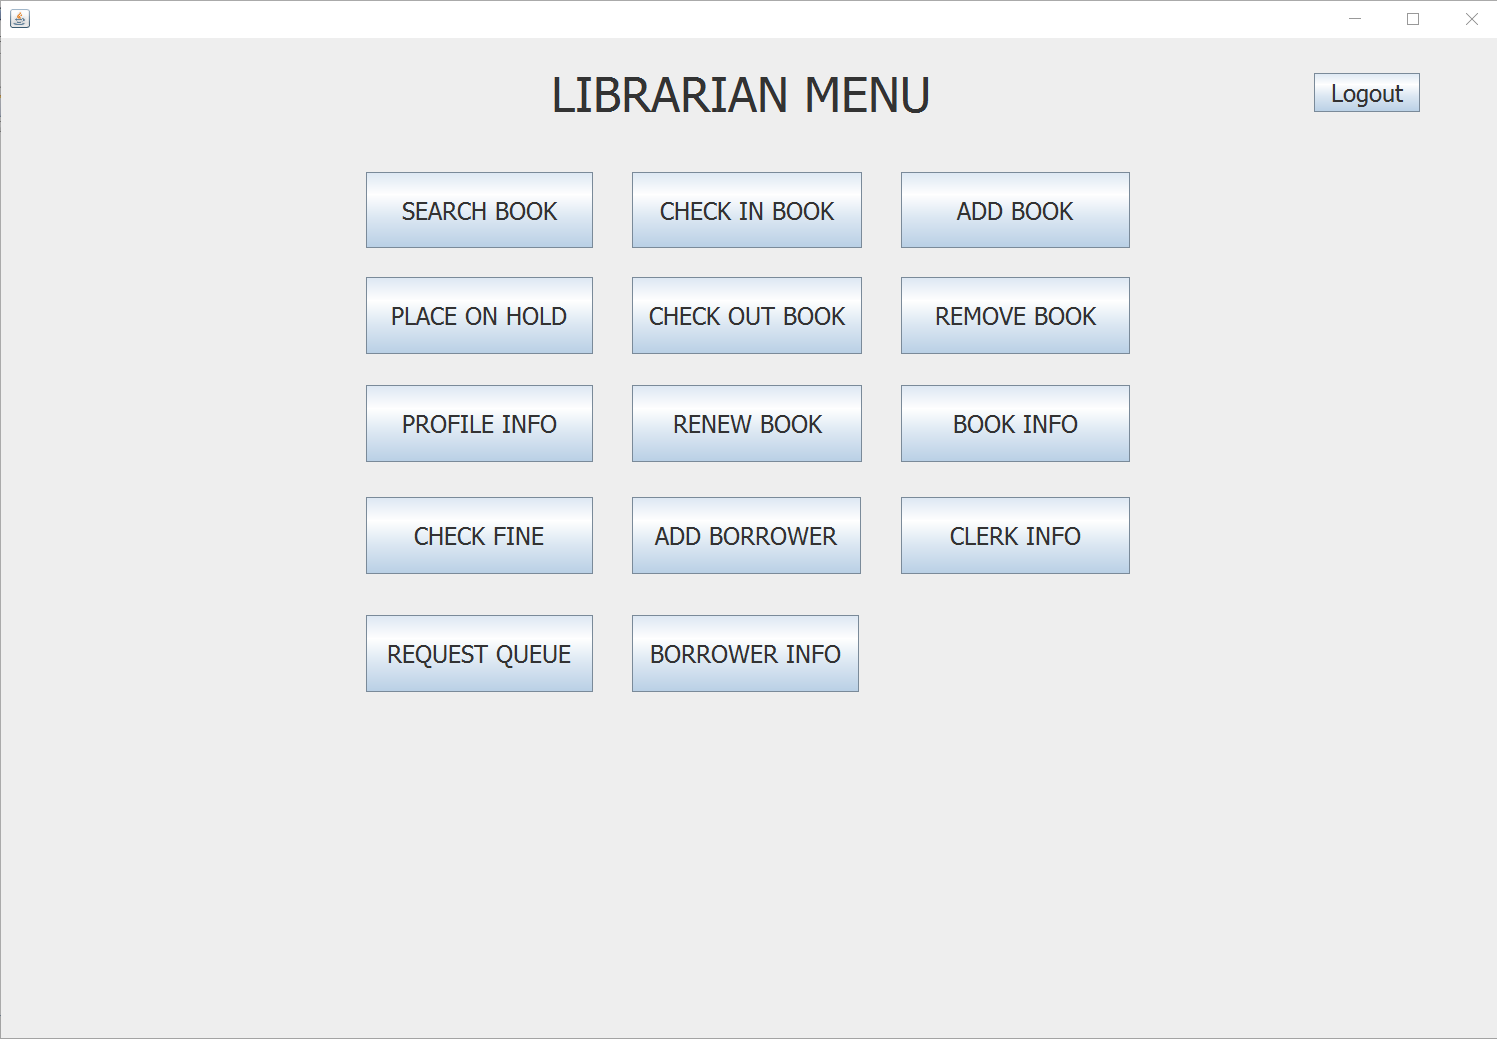 LIBRARIAN MENU
Logout
SEARCH BOOK
CHECK IN BOOK
ADD BOOK
PLACE ON HOLD
CHECK OUT BOOK
REMOVE BOOK
PROFILE INFO
RENEW BOOK
BOOK INFO
CHECK FINE
ADD BORROWER
CLERK INFO
REQUEST QUEUE
BORROWER INFO